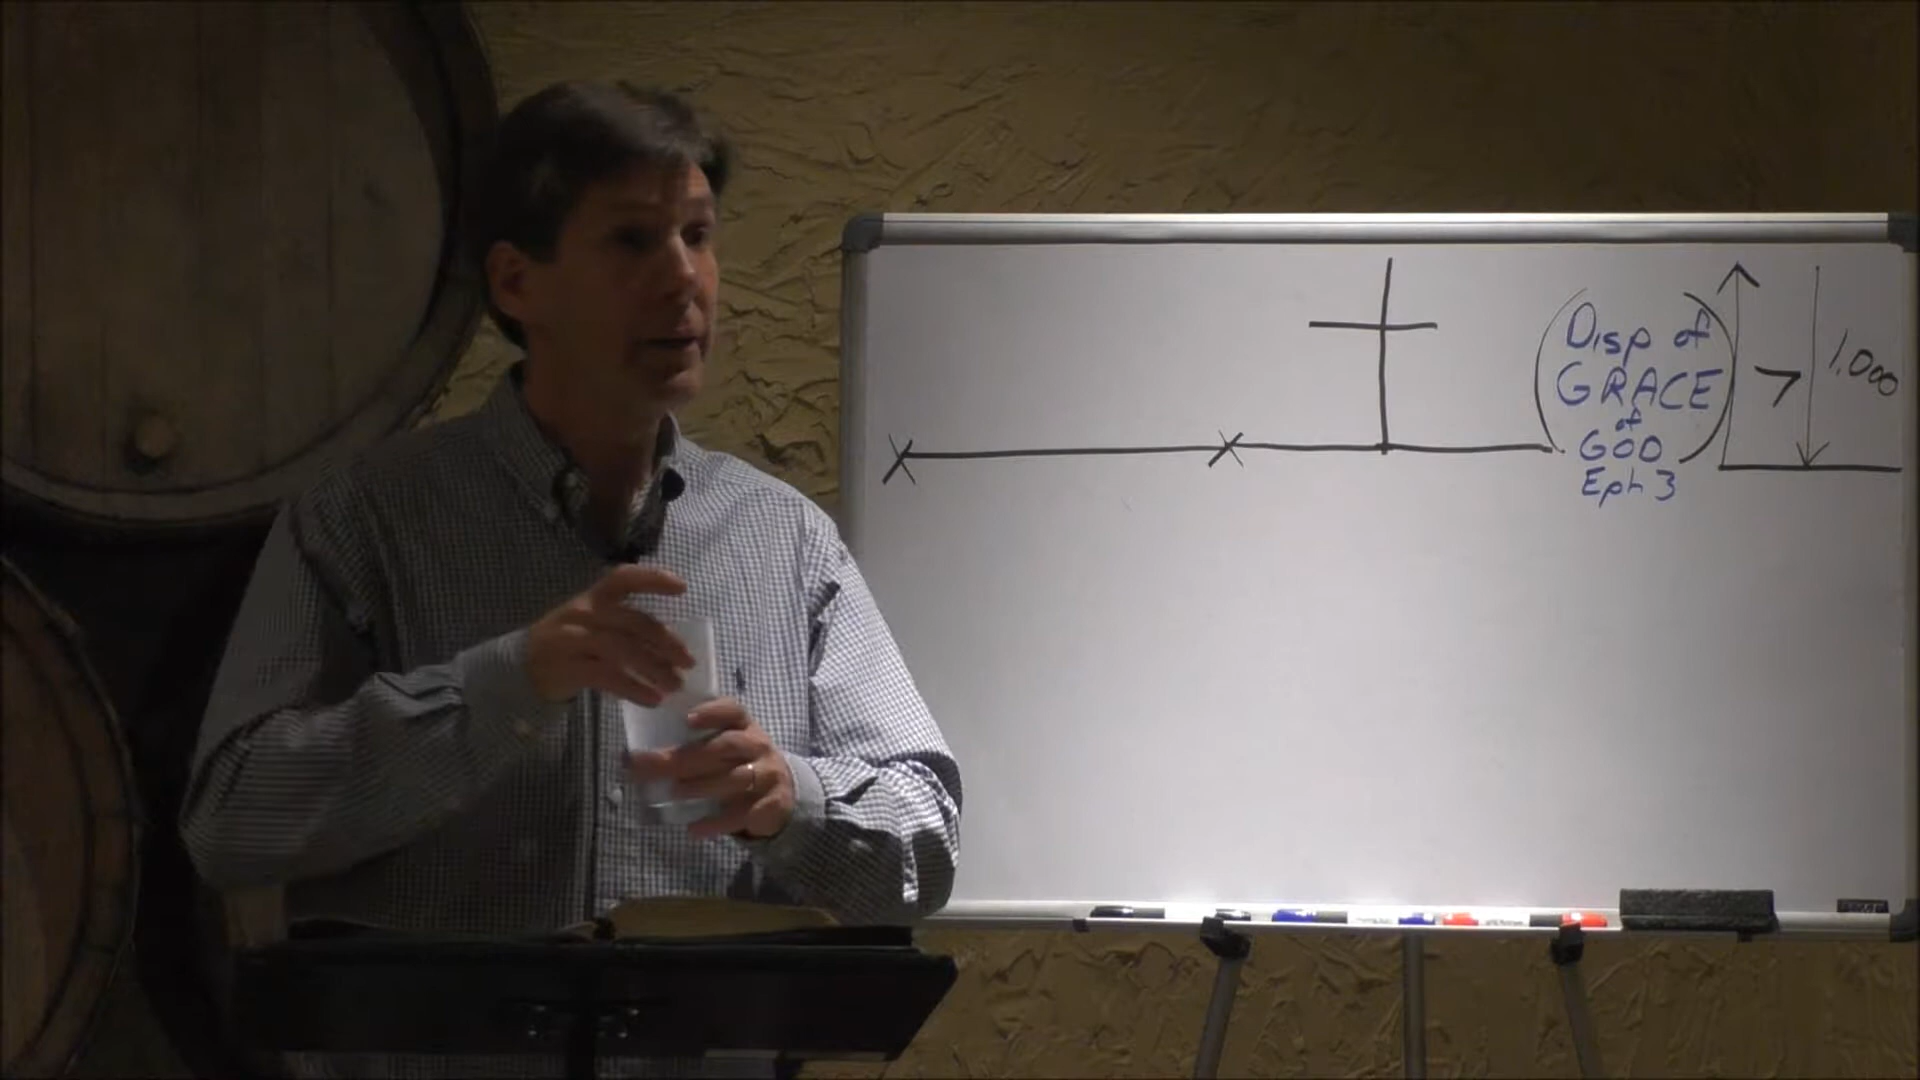 Disp of
GRACE
of
GOD
Eph 3
7
1,000